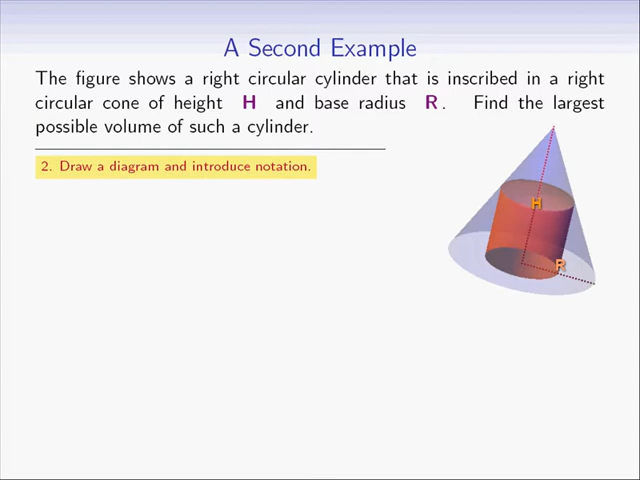 A Second Example
The figure shows a right circular cylinder that is inscribed in a right
circular cone of height H and base radius R. Find the largest
possible volume of such a cylinder.
2. Draw a diagram and introduce notation.
H
R